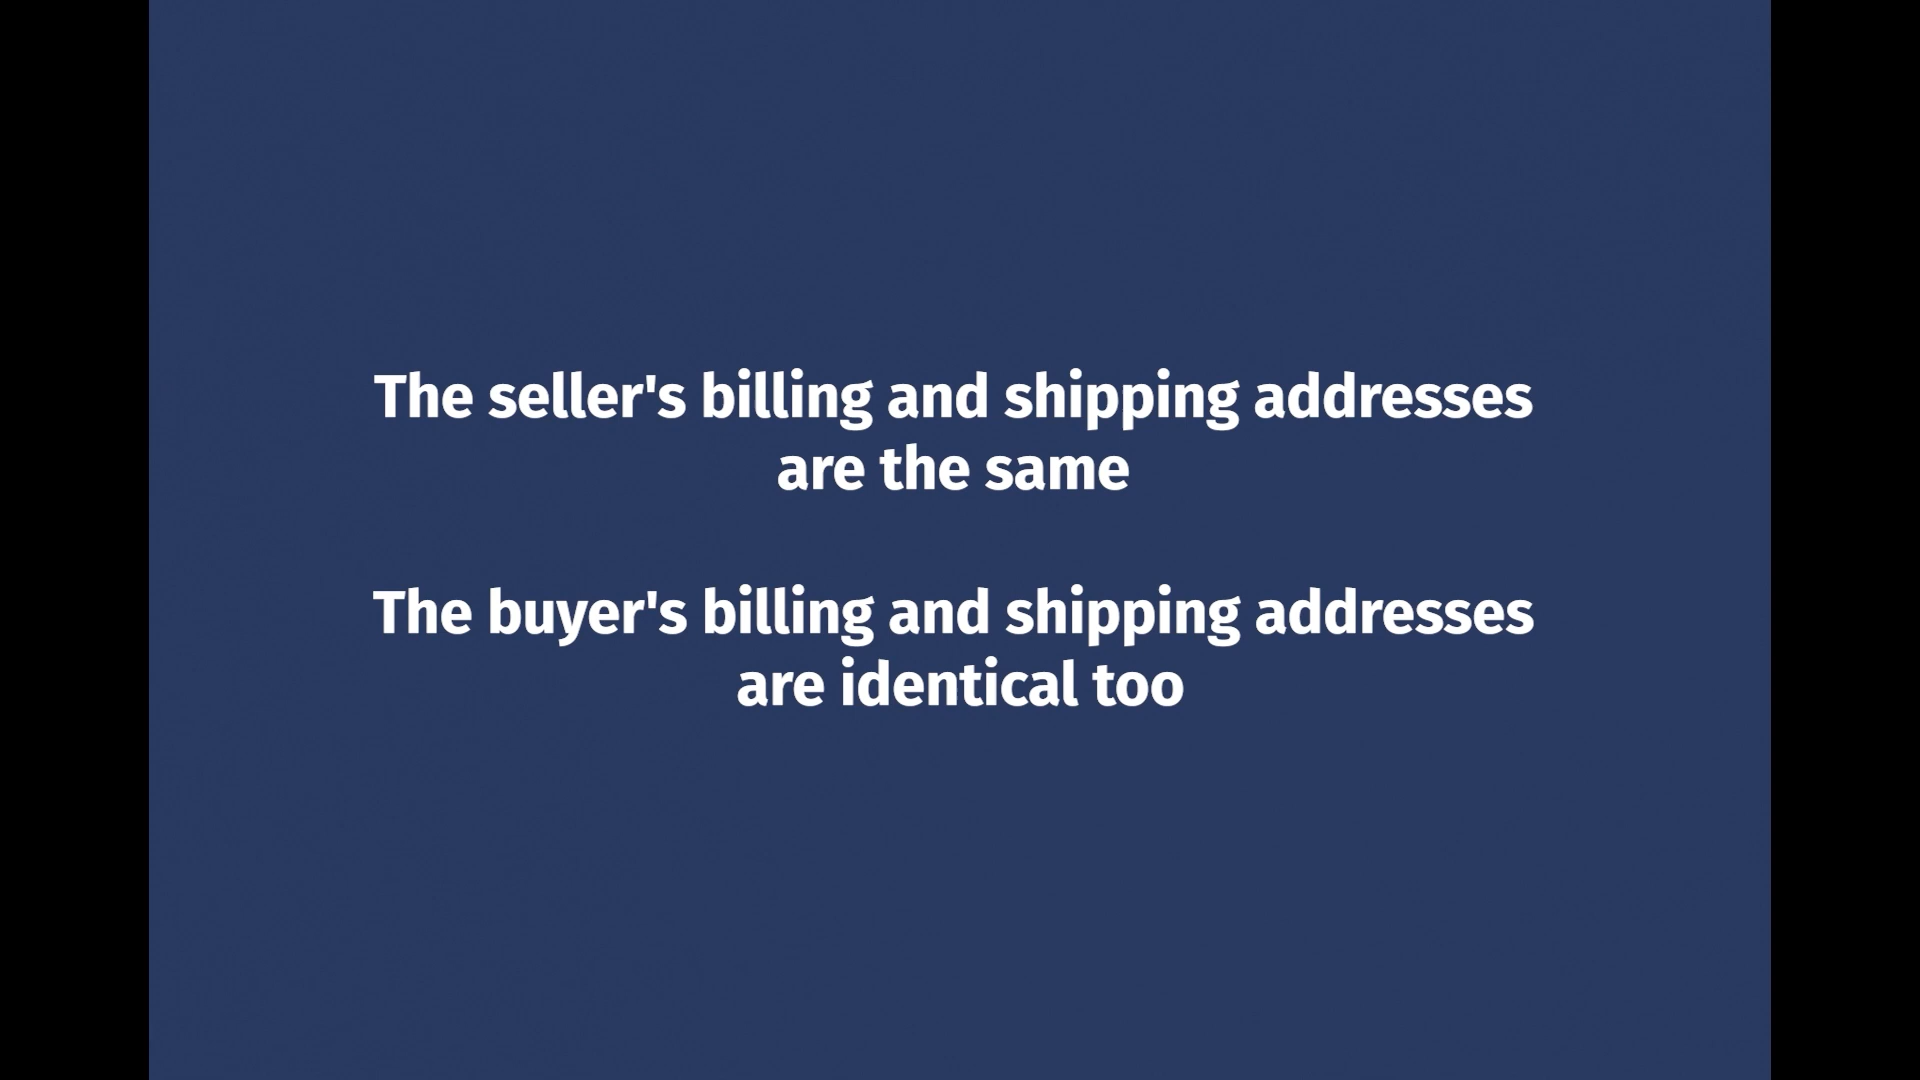 The seller's billing and shipping addresses
are the same
The buyer's billing and shipping addresses
are identical too